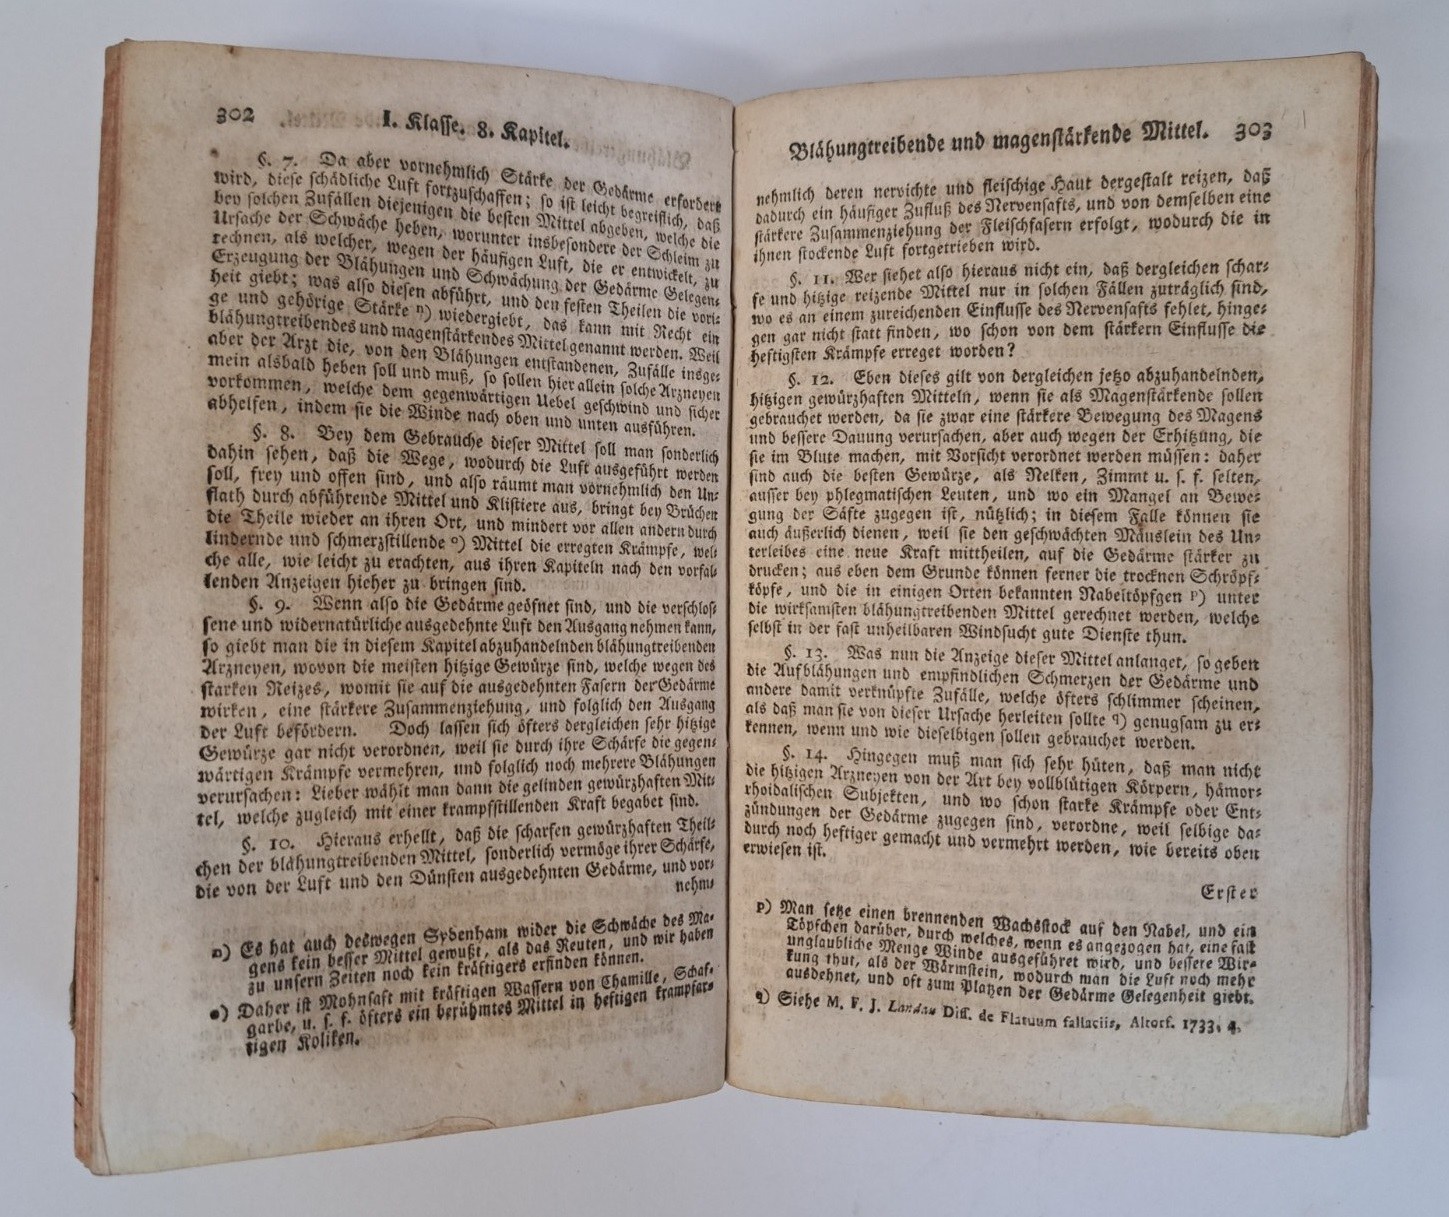 302
I. Klasse. 8. Kapitel.
§. 7. Da aber vornehmlich Stärke der Gedärme erfordert
wird, diese schädliche Luft fortzuschaffen; so ist leicht begreiflich, daß
bey solchen Zufällen diejenigen die besten Mittel abgeben, welche die
Ursache der Schwäche heben, worunter insbesondere der Schleim zu
rechnen, als welcher, wegen der häufigen Luft, die er entwickelt, zu
Erzeugung der Blähungen und Schwächung der Gedärme Gelegen-
heit giebt; was also diesen abführt, und den festen Theilen die vori-
ge und gehörige Stärke n) wiedergiebt, das kann mit Recht ein
blähungtreibendes und magenstärkendes Mittel genannt werden. Weil
aber der Arzt die, von den Blähungen entstandenen, Zufälle insge-
mein alsbald heben soll und muß, so sollen hier allein solche Arzneyen
vorkommen, welche dem gegenwärtigen Uebel geschwind und sicher
abhelfen, indem sie die Winde nach oben und unten ausführen.
§. 8. Bey dem Gebrauche dieser Mittel soll man sonderlich
dahin sehen, daß die Wege, wodurch die Luft ausgeführt werden
soll, frey und offen sind, und also räumt man vornehmlich den Un-
flath durch abführende Mittel und Klistiere aus, bringt bey Brüchen
die Theile wieder an ihren Ort, und mindert vor allen andern durch
lindernde und schmerzstillende o) Mittel die erregten Krämpfe, wel-
che alle, wie leicht zu erachten, aus ihren Kapiteln nach den vorfal-
lenden Anzeigen hieher zu bringen sind.
§. 9. Wenn also die Gedärme geöfnet sind, und die verschlos-
sene und widernatürliche ausgedehnte Luft den Ausgang nehmen kann,
so giebt man die in diesem Kapitel abzuhandelnden blähungtreibenden
Arzneyen, wovon die meisten hitzige Gewürze sind, welche wegen des
starken Reizes, womit sie auf die ausgedehnten Fasern der Gedärme
wirken, eine stärkere Zusammenziehung, und folglich den Ausgang
der Luft befördern. Doch lassen sich öfters dergleichen sehr hitzige
Gewürze gar nicht verordnen, weil sie durch ihre Schärfe die gegen-
wärtigen Krämpfe vermehren, und folglich noch mehrere Blähungen
verursachen: Lieber wählt man dann die gelinden gewürzhaften Mit-
tel, welche zugleich mit einer krampfstillenden Kraft begabet sind.
§. 10. Hieraus erhellt, daß die scharfen gewürzhaften Theil-
chen der blähungtreibenden Mittel, sonderlich vermöge ihrer Schärfe,
die von der Luft und den Dünsten ausgedehnten Gedärme, und vor-
nehm-
n) Es hat auch deswegen Sydenham wider die Schwäche des Ma-
gens kein besser Mittel gewußt, als das Reuten, und wir haben
zu unsern Zeiten noch kein kräftigers erfinden können.
o) Daher ist Mohnsaft mit kräftigen Wassern von Chamille, Schaf-
garbe, u. s. f. öfters ein berühmtes Mittel in heftigen krampfar-
tigen Koliken.
Blähungtreibende und magenstärkende Mittel. 303
nehmlich deren nervichte und fleischige Haut dergestalt reizen, daß
dadurch ein häufiger Zufluß des Nervensafts, und von demselben eine
stärkere Zusammenziehung der Fleischfasern erfolgt, wodurch die in
ihnen stockende Luft fortgetrieben wird.
§. 11. Wer siehet also hieraus nicht ein, daß dergleichen schar-
fe und hitzige reizende Mittel nur in solchen Fällen zuträglich sind,
wo es an einem zureichenden Einflusse des Nervensafts fehlet, hinge-
gen gar nicht statt finden, wo schon von dem stärkern Einflusse die
heftigsten Krämpfe erreget worden?
§. 12. Eben dieses gilt von dergleichen jetzo abzuhandelnden,
hitzigen gewürzhaften Mitteln, wenn sie als Magenstärkende sollen
gebrauchet werden, da sie zwar eine stärkere Bewegung des Magens
und bessere Dauung verursachen, aber auch wegen der Erhitzung, die
sie im Blute machen, mit Vorsicht verordnet werden müssen: daher
sind auch die besten Gewürze, als Nelken, Zimmt u. s. f. selten,
ausser bey phlegmatischen Leuten, und wo ein Mangel an Bewe-
gung der Säfte zugegen ist, nützlich; in diesem Falle können sie
auch äußerlich dienen, weil sie den geschwächten Mäuslein des Un-
terleibes eine neue Kraft mittheilen, auf die Gedärme stärker zu
drucken; aus eben dem Grunde können ferner die trocknen Schröpf-
köpfe, und die in einigen Orten bekannten Nabeltöpfgen p) unter
die wirksamsten blähungtreibenden Mittel gerechnet werden, welche
selbst in der fast unheilbaren Windsucht gute Dienste thun.
§. 13. Was nun die Anzeige dieser Mittel anlanget, so geben
die Aufblähungen und empfindlichen Schmerzen der Gedärme und
andere damit verknüpfte Zufälle, welche öfters schlimmer scheinen,
als daß man sie von dieser Ursache herleiten sollte q) genugsam zu er-
kennen, wenn und wie dieselbigen sollen gebrauchet werden.
§. 14. Hingegen muß man sich sehr hüten, daß man nicht
die hitzigen Arzneyen von der Art bey vollblütigen Körpern, hämor-
rhoidalischen Subjekten, und wo schon starke Krämpfe oder Ent-
zündungen der Gedärme zugegen sind, verordne, weil selbige da-
durch noch heftiger gemacht und vermehrt werden, wie bereits oben
erwiesen ist.
Erster
p) Man setze einen brennenden Wachsstock auf den Nabel, und ein
Töpfchen darüber, durch welches, wenn es angezogen hat, eine fast
unglaubliche Menge Winde ausgeführet wird, und bessere Wir-
kung thut, als der Wärmstein, wodurch man die Luft noch mehr
ausdehnet, und oft zum Platzen der Gedärme Gelegenheit giebt.
q) Siehe M. F. J. Landau Diss. de Flatuum fallaciis, Altorf. 1733. 4.